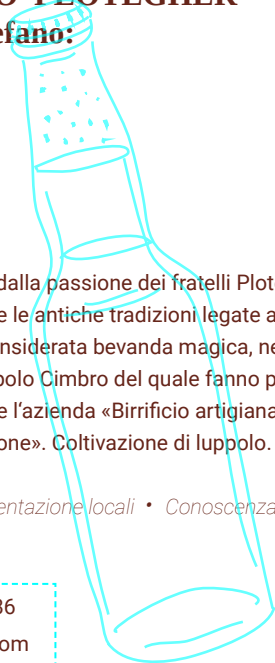 O PLOTEGHER
efano:
dalla passione dei fratelli Plot
e le antiche tradizioni legate a
nsiderata bevanda magica, ne
polo Cimbro del quale fanno p
e l‘azienda «Birrificio artigiana
one». Coltivazione di luppolo.
entazione locali • Conoscenza
36
om